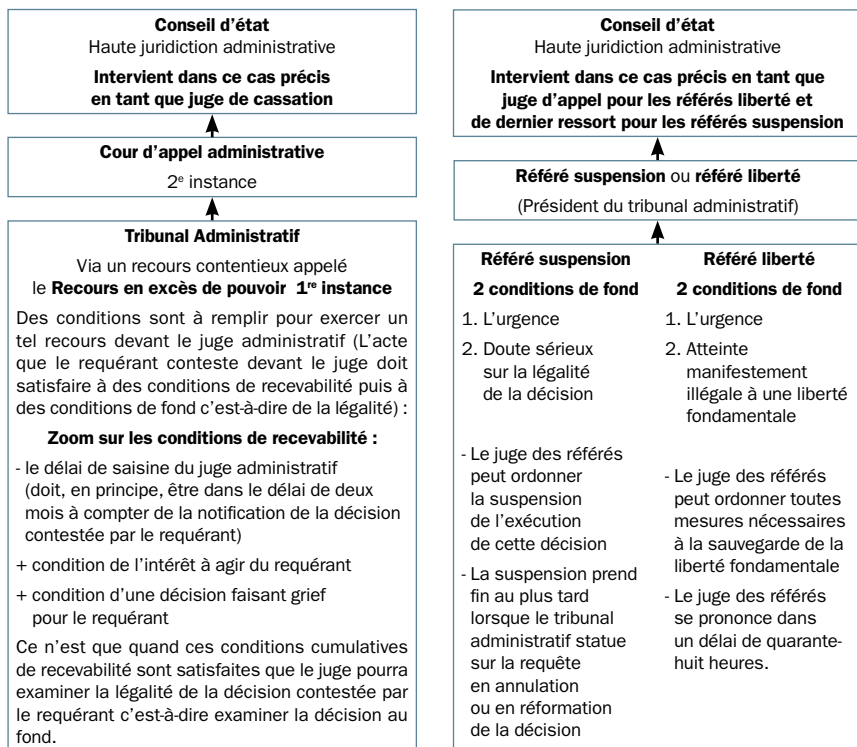 Conseil d'état
Haute juridiction administrative
Intervient dans ce cas précis
en tant que juge de cassation
Cour d'appel administrative
2e instance
Tribunal Administratif
Via un recours contentieux appelé
le Recours en excès de pouvoir 1re instance
Des conditions sont à remplir pour exercer un
tel recours devant le juge administratif (L'acte
que le requérant conteste devant le juge doit
satisfaire à des conditions de recevabilité puis à
des conditions de fond c'est-à-dire de la légalité) :
Zoom sur les conditions de recevabilité :
- le délai de saisine du juge administratif
(doit, en principe, être dans le délai de deux
mois à compter de la notification de la décision
contestée par le requérant)
+ condition de l'intérêt à agir du requérant
+ condition d'une décision faisant grief
pour le requérant
Ce n'est que quand ces conditions cumulatives
de recevabilité sont satisfaites que le juge pourra
examiner la légalité de la décision contestée par
le requérant c'est-à-dire examiner la décision au
fond.
Conseil d'état
Haute juridiction administrative
Intervient dans ce cas précis en tant que
juge d'appel pour les référés liberté et
de dernier ressort pour les référés suspension
Référé suspension ou référé liberté
(Président du tribunal administratif)
Référé suspension
2 conditions de fond
1. L'urgence
2. Doute sérieux
sur la légalité
de la décision
- Le juge des référés
peut ordonner
la suspension
de l'exécution
de cette décision
- La suspension prend
fin au plus tard
lorsque le tribunal
administratif statue
sur la requête
en annulation
ou en réformation
de la décision
Référé liberté
2 conditions de fond
1. L'urgence
2. Atteinte
manifestement
illégale à une liberté
fondamentale
- Le juge des référés
peut ordonner toutes
mesures nécessaires
à la sauvegarde de la
liberté fondamentale
- Le juge des référés
se prononce dans
un délai de quarante-
huit heures.